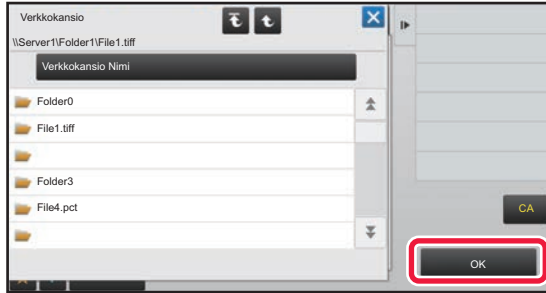 Verkkokansio
\\Server1\Folder1\File1.tiff
Verkkokansio Nimi
Folder0
File1.tiff
Folder3
File4.pct
CA
OK